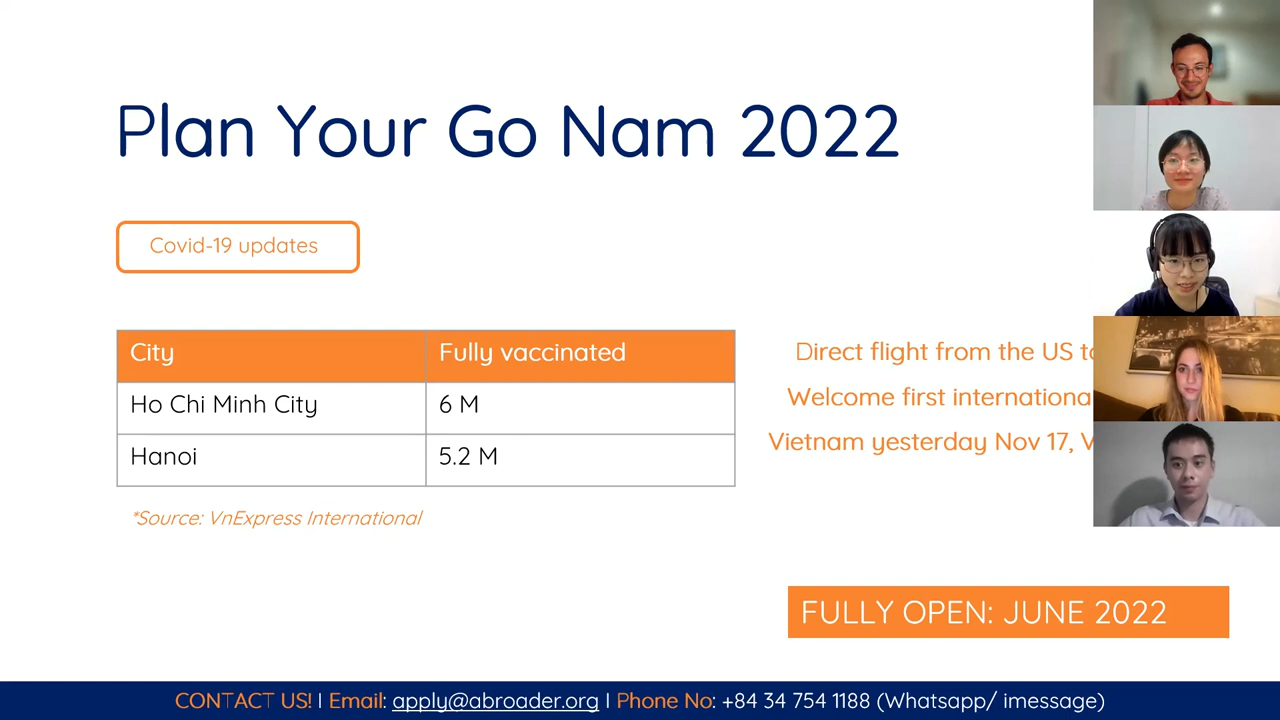 Plan Your Go Nam 2022
Covid-19 updates
City Fully vaccinated
Ho Chi Minh City 6 M
Hanoi 5.2 M
*Source: VnExpress International
Direct flight from the US
Welcome first
Vietnam yesterday Nov 17,
FULLY OPEN: JUNE 2022
CONTACT US! | Email: apply@abroader.org | Phone No: +84 34 754 1188 (Whatsapp/ imessage)